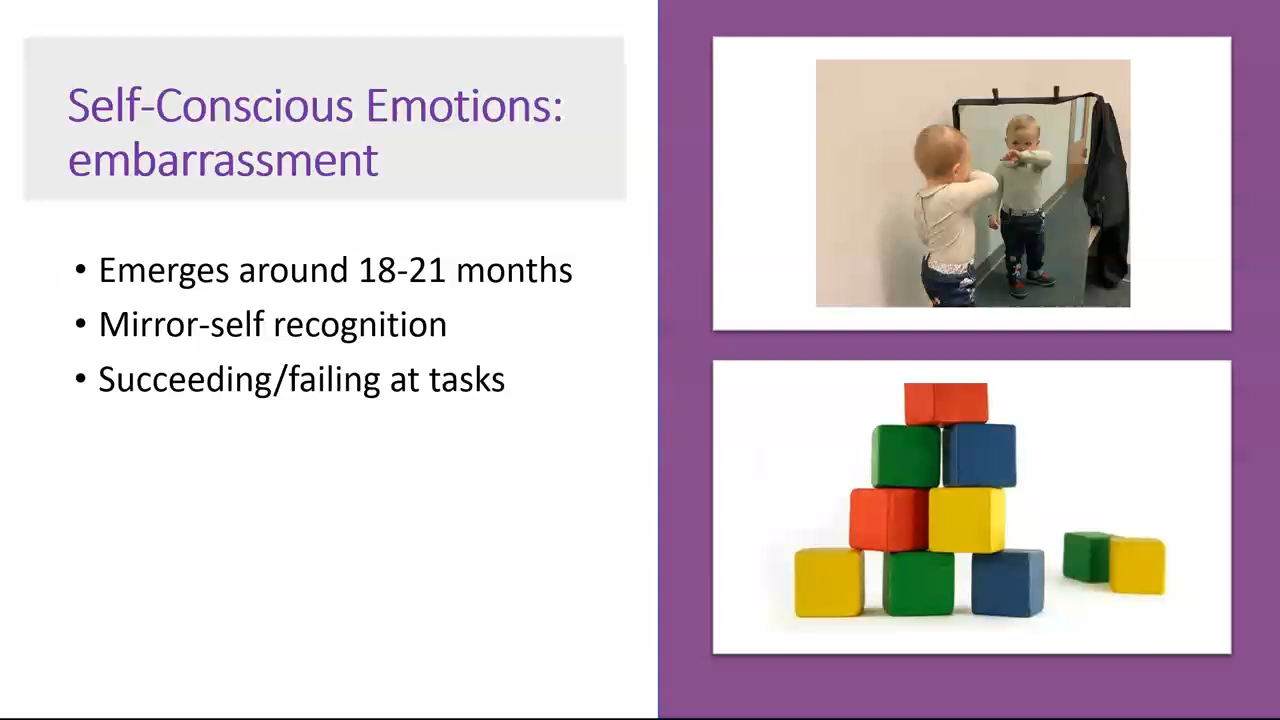 Self-Conscious Emotions:
embarrassment
• Emerges around 18-21 months
• Mirror-self recognition
• Succeeding/failing at tasks